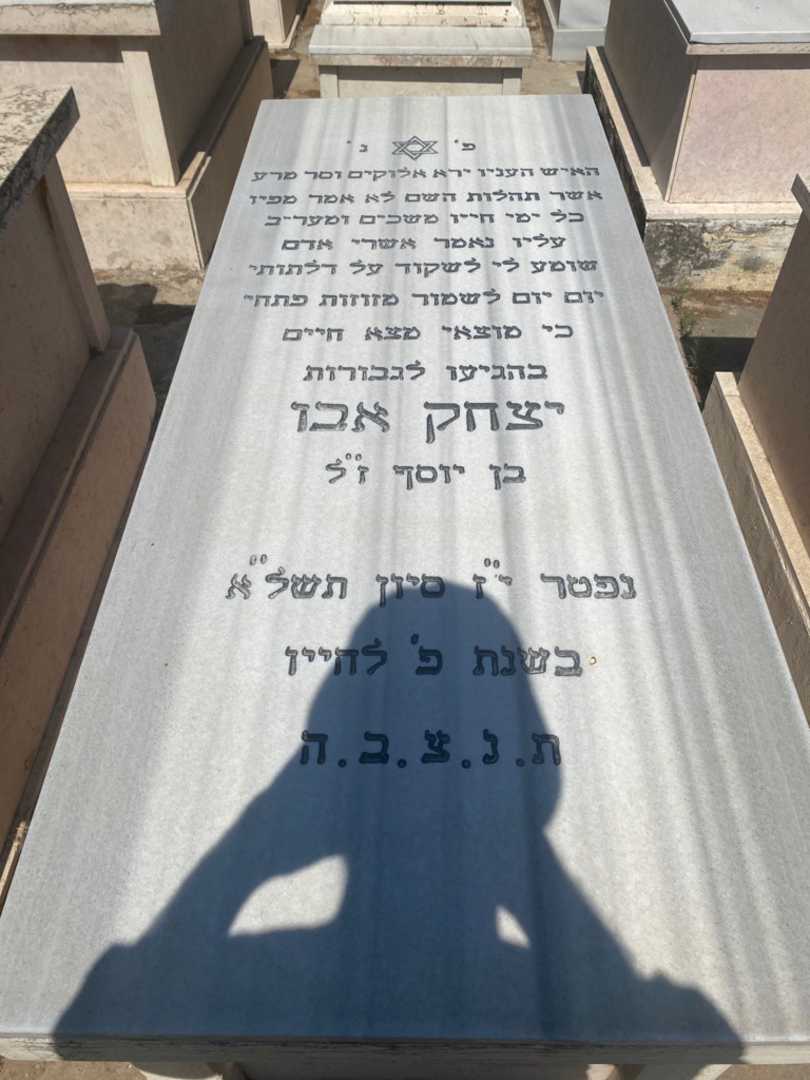 פ' נ'
האיש העניו ירא אלוקים וסר מרע
אשר תהלות השם לא אמר מפיו
כל ימי חייו משכים ומעריב
עליו נאמר אשרי אדם
שומע לי לשקוד על דלתותי
יום יום לשמור מזוזות פתחי
כי מוצאי מצא חיים
בהגיעו לגבורות
יצחק אבו
בן יוסף ז"ל
נפטר י"ז סיון תשל"א
בשנת פ' לחייו
ת.נ.צ.ב.ה